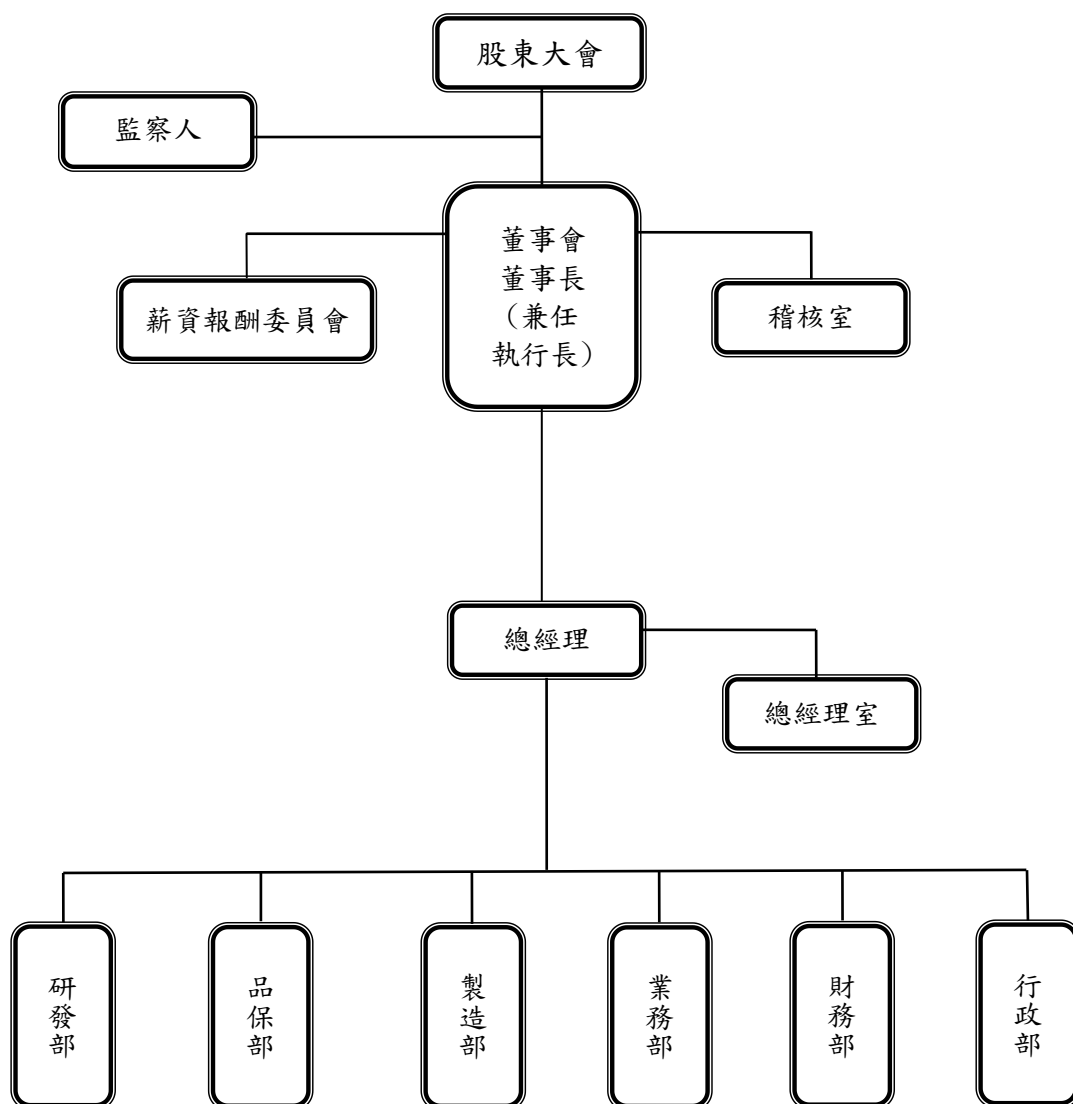 股東大會
監察人
董事會
董事長
（兼任
執行長）
薪資報酬委員會
稽核室
總經理
總經理室
研發部
品保部
製造部
業務部
財務部
行政部